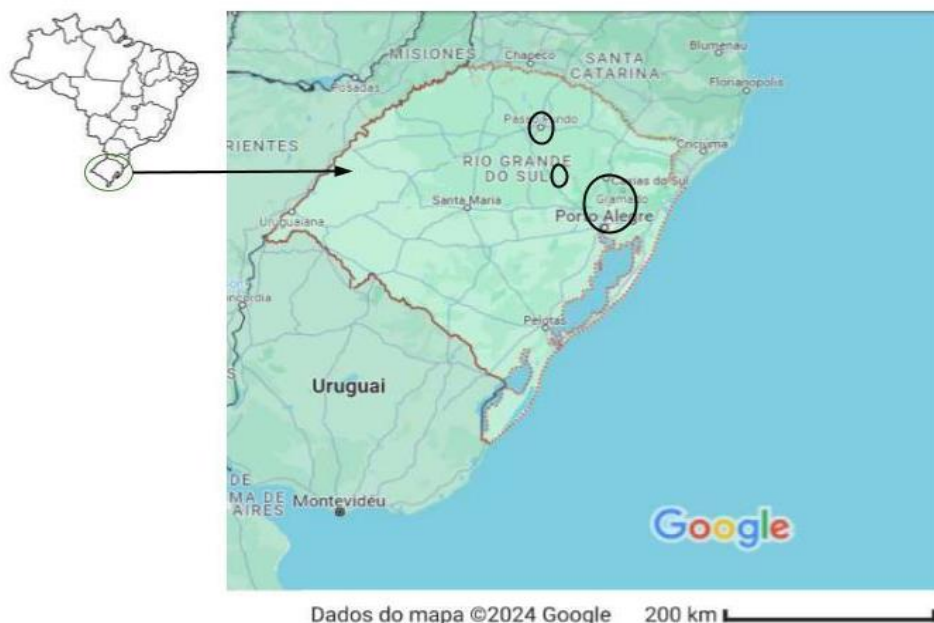 MISIONES
Chapecó
SANTA
CATARINA
Blumenau
Posadas
Florianópolis
Passo Fundo
RRIENTES
Criciúma
RIO GRANDE
DO SUL
Caxias do Sul
Santa Maria
Gramado
Uruguaiana
Porto Alegre
oncordia
Pelotas
Uruguai
DE
MA DE
AIRES
Montevidéu
Google
Dados do mapa ©2024 Google 200 km